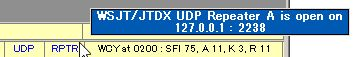 WSJT/JTDX UDP Repeater A is open on
127.0.0.1 : 2238
UDP RPTR WCY at 0200 : SFI 75, A 11, K 3, R 11